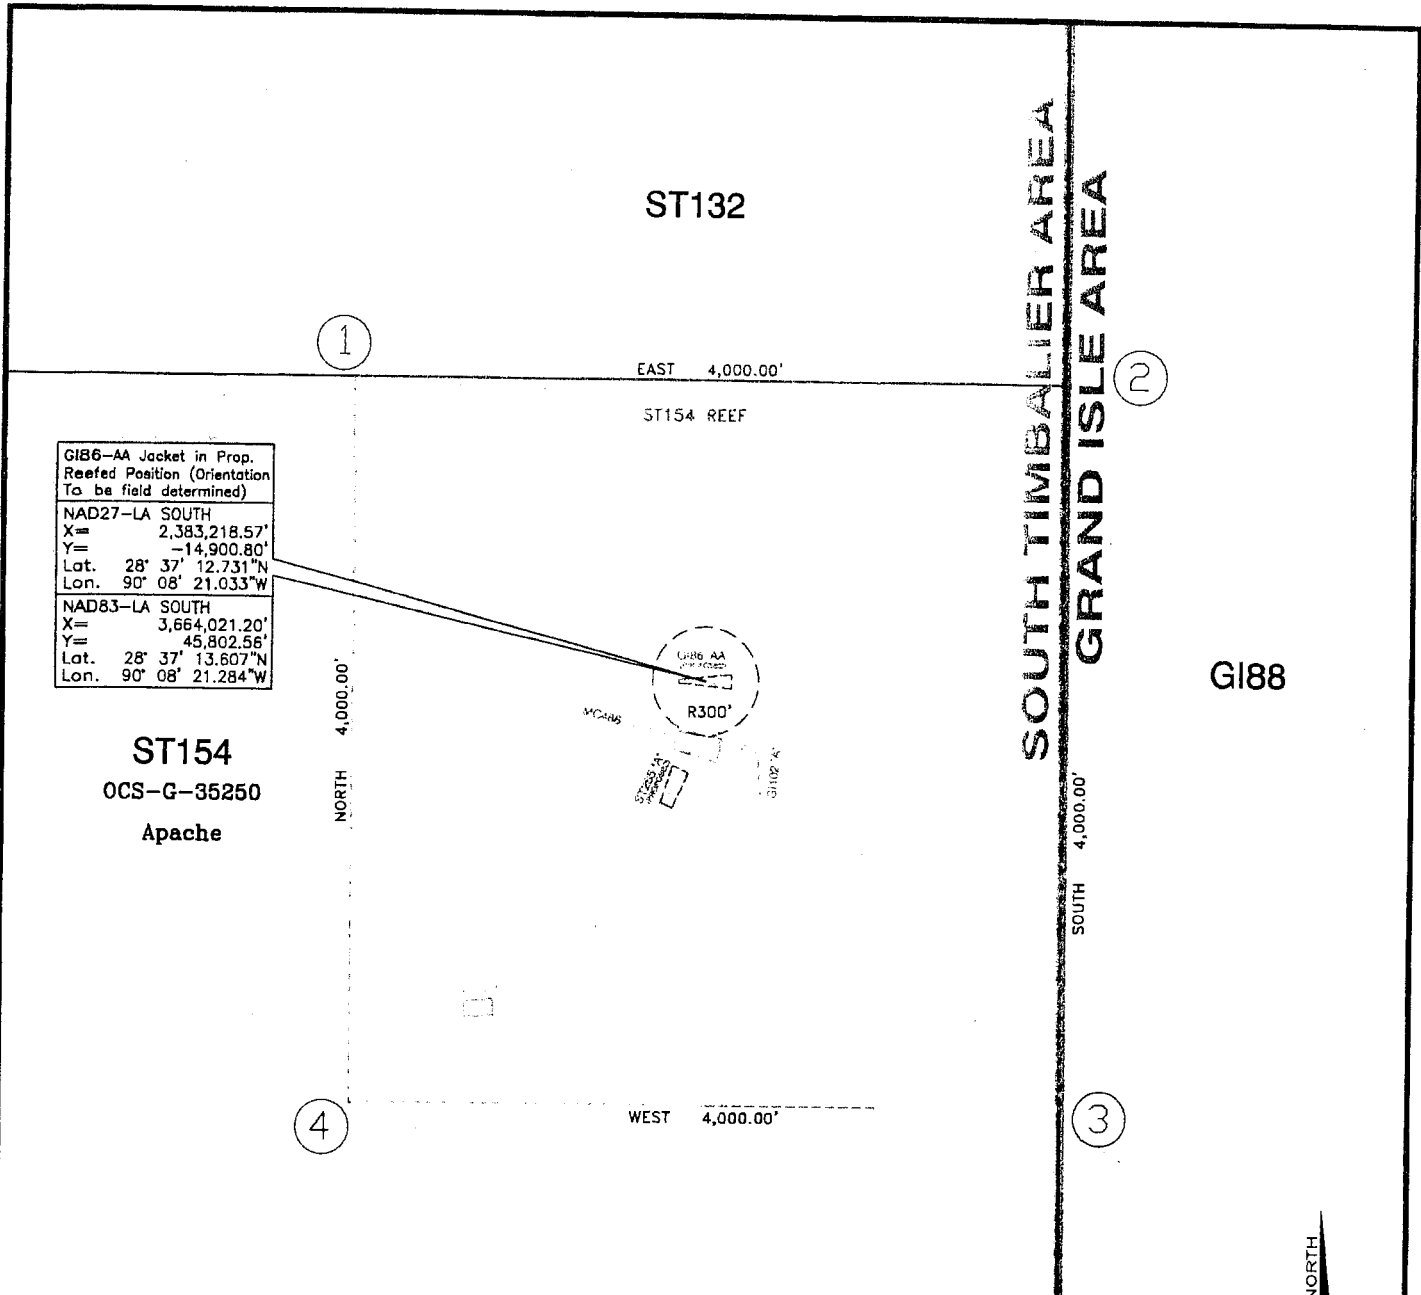 ST132
SOUTH TIMBALIER AREA
GRAND ISLE AREA
1
EAST 4,000.00'
2
ST154 REEF
GI86-AA Jacket in Prop.
Reefed Position (Orientation
To be field determined)
NAD27-LA SOUTH
X= 2,383,218.57'
Y= -14,900.80'
Lat. 28° 37' 12.731"N
Lon. 90° 08' 21.033"W
NAD83-LA SOUTH
X= 3,664,021.20'
Y= 45,802.56'
Lat. 28° 37' 13.607"N
Lon. 90° 08' 21.284"W
GI86 AA
R300'
GI88
NORTH 4,000.00'
MC486
GI102 'A'
ST154
OCS-G-35250
Apache
SOUTH 4,000.00'
4
WEST 4,000.00'
3
NORTH